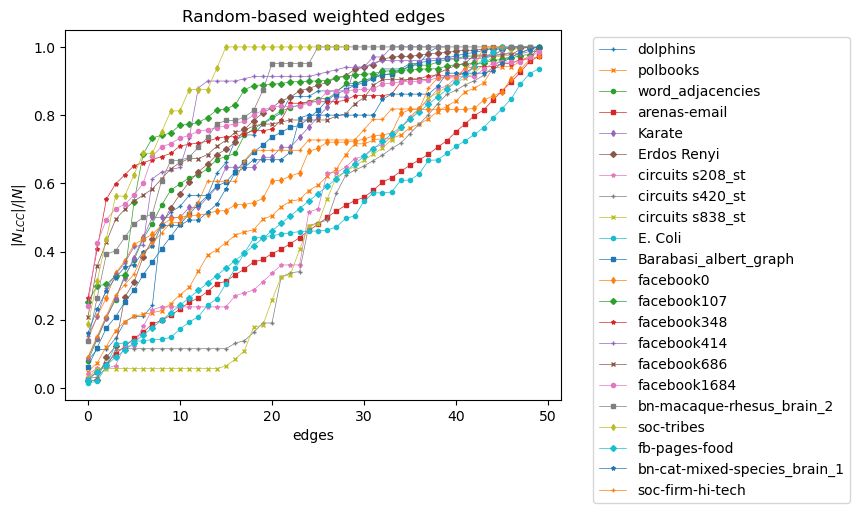 Random-based weighted edges
|N_{LCC}|/|N|
1.0
0.8
0.6
0.4
0.2
0.0
0 10 20 30 40 50
edges
dolphins
polbooks
word_adjacencies
arenas-email
Karate
Erdos Renyi
circuits s208_st
circuits s420_st
circuits s838_st
E. Coli
Barabasi_albert_graph
facebook0
facebook107
facebook348
facebook414
facebook686
facebook1684
bn-macaque-rhesus_brain_2
soc-tribes
fb-pages-food
bn-cat-mixed-species_brain_1
soc-firm-hi-tech